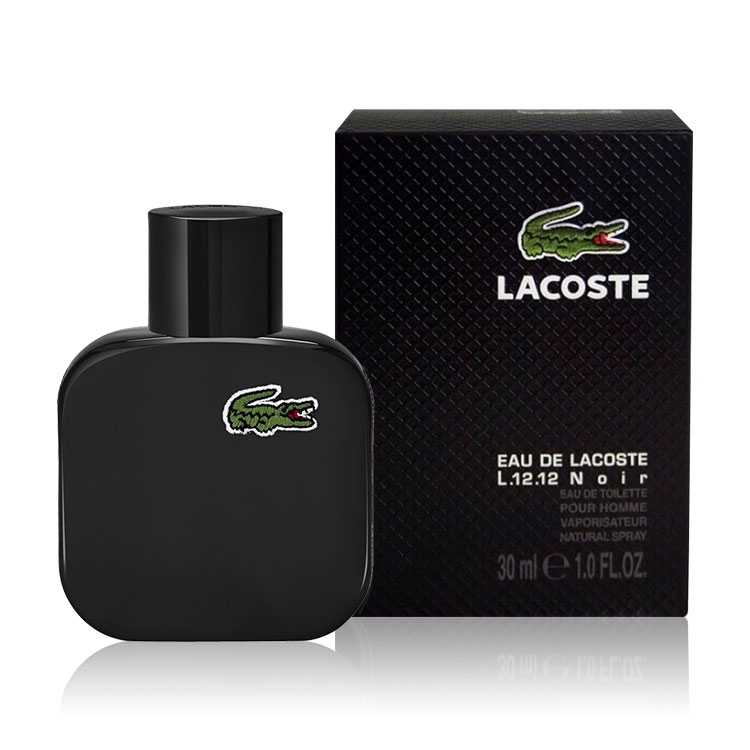 LACOSTE
EAU DE LACOSTE
L.12.12 Noir
EAU DE TOILETTE
POUR HOMME
VAPORISATEUR
NATURAL SPRAY
30 ml e 1.0 FL.OZ.